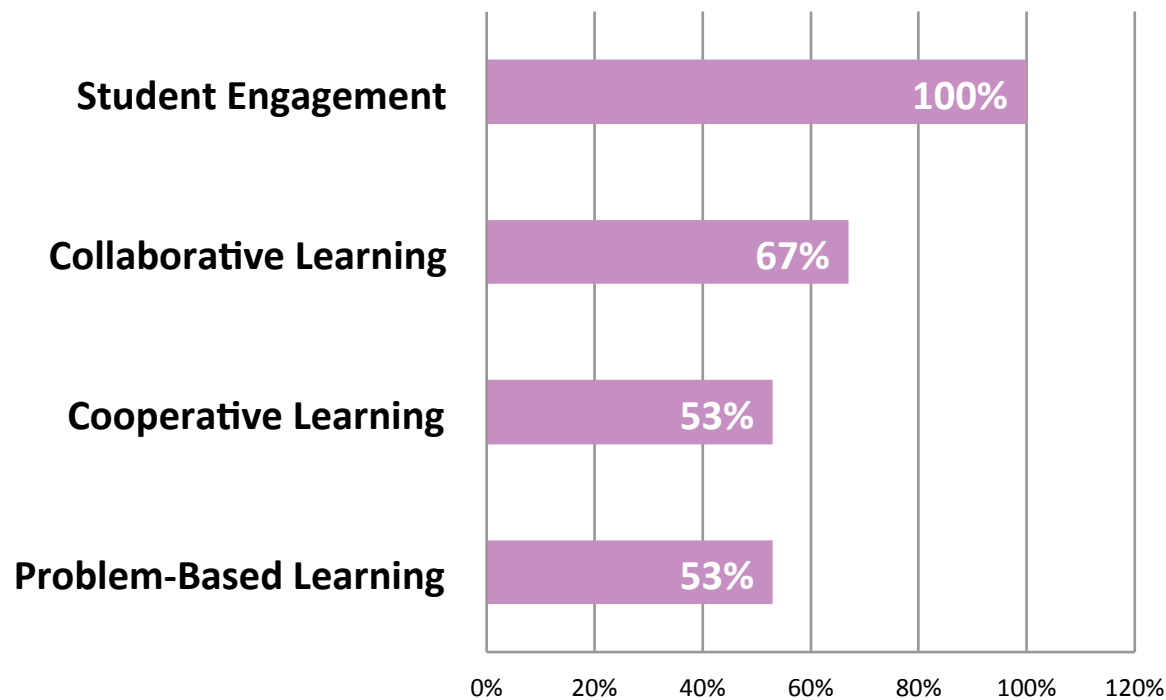 Student Engagement
100%
Collaborative Learning
67%
Cooperative Learning
53%
Problem-Based Learning
53%
0% 20% 40% 60% 80% 100% 120%